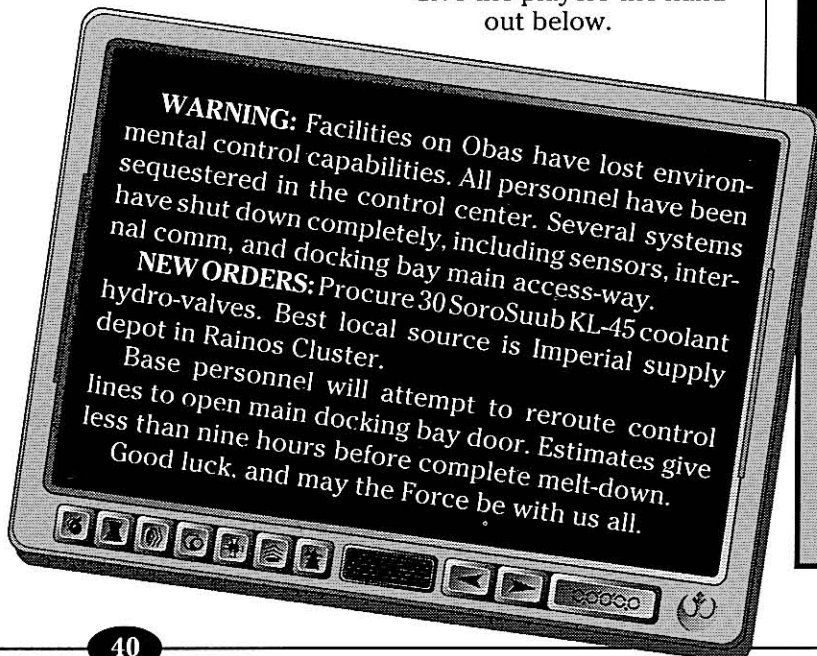 out below.
WARNING: Facilities on Obas have lost environ-
mental control capabilities. All personnel have been
sequestered in the control center. Several systems
have shut down completely, including sensors, inter-
nal comm, and docking bay main access-way.
NEW ORDERS: Procure 30 SoroSuub KL-45 coolant
hydro-valves. Best local source is Imperial supply
depot in Rainos Cluster.
Base personnel will attempt to reroute control
lines to open main docking bay door. Estimates give
less than nine hours before complete melt-down.
Good luck, and may the Force be with us all.
40